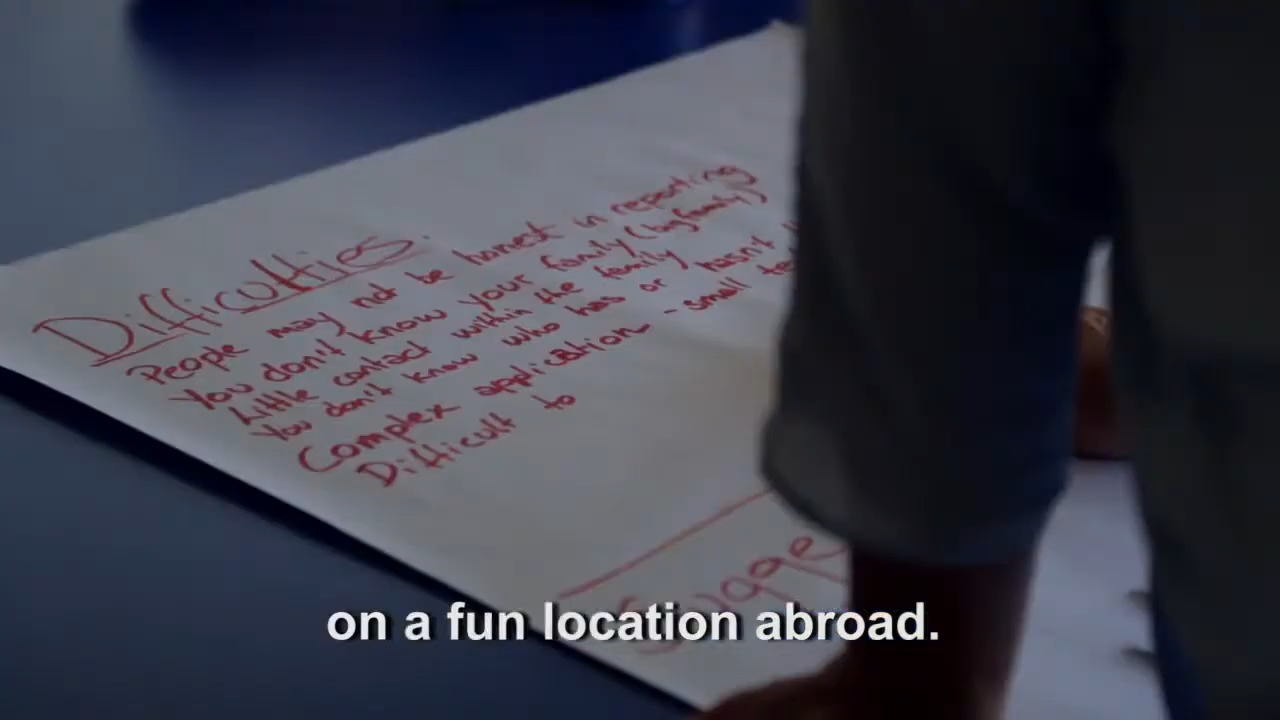 Difficulties.
People may not be honest in reporting
You don't know your family (big family)
Little contact within the family
You don't know who has or hasn't
Complex application - small
Difficult to
on a fun location abroad.